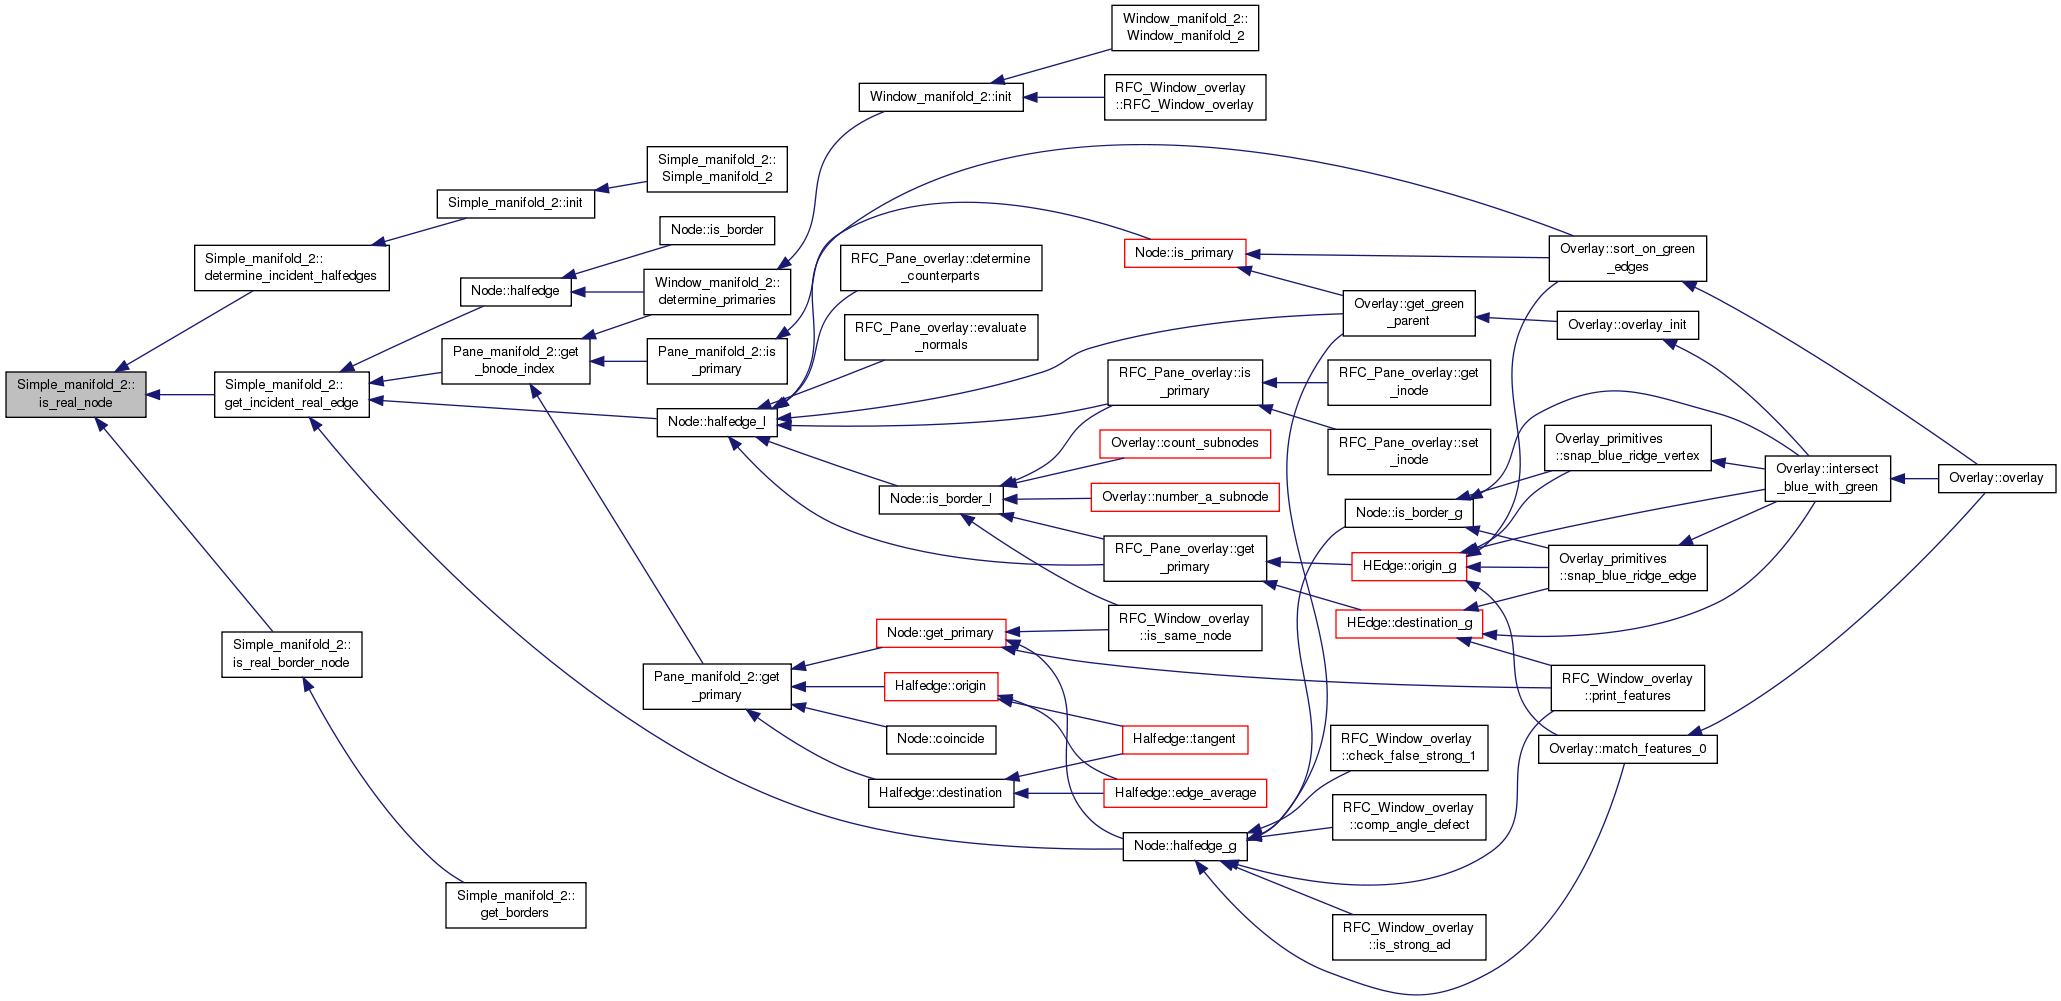 Simple_manifold_2::
is_real_node
Simple_manifold_2::
determine_incident_halfedges
Simple_manifold_2::
get_incident_real_edge
Simple_manifold_2::
is_real_border_node
Simple_manifold_2::init
Node::halfedge
Pane_manifold_2::get
_bnode_index
Simple_manifold_2::
get_borders
Simple_manifold_2::
Simple_manifold_2
Node::is_border
Window_manifold_2::
determine_primaries
Pane_manifold_2::is
_primary
Node::halfedge_l
Pane_manifold_2::get
_primary
Window_manifold_2::init
RFC_Pane_overlay::determine
_counterparts
RFC_Pane_overlay::evaluate
_normals
Node::is_border_l
Node::get_primary
Halfedge::origin
Node::coincide
Halfedge::destination
Window_manifold_2::
Window_manifold_2
RFC_Window_overlay
::RFC_Window_overlay
Node::is_primary
RFC_Pane_overlay::is
_primary
Overlay::count_subnodes
Overlay::number_a_subnode
RFC_Pane_overlay::get
_primary
RFC_Window_overlay
::is_same_node
Halfedge::tangent
Halfedge::edge_average
Node::halfedge_g
Overlay::get_green
_parent
RFC_Pane_overlay::get
_inode
RFC_Pane_overlay::set
_inode
Node::is_border_g
HEdge::origin_g
HEdge::destination_g
RFC_Window_overlay
::check_false_strong_1
RFC_Window_overlay
::comp_angle_defect
RFC_Window_overlay
::is_strong_ad
Overlay::sort_on_green
_edges
Overlay::overlay_init
Overlay_primitives
::snap_blue_ridge_vertex
Overlay_primitives
::snap_blue_ridge_edge
RFC_Window_overlay
::print_features
Overlay::match_features_0
Overlay::intersect
_blue_with_green
Overlay::overlay